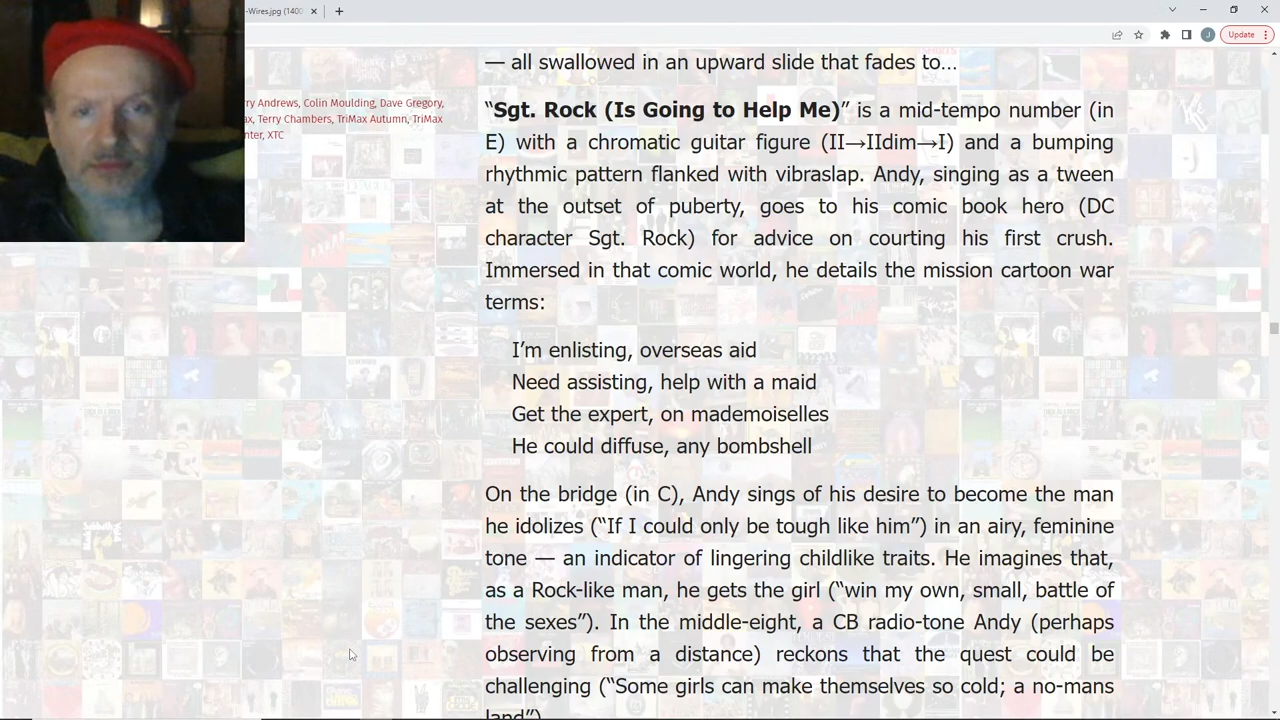 -Wires.jpg (1400
Update
J
rry Andrews, Colin Moulding, Dave Gregory,
ax, Terry Chambers, TriMax Autumn, TriMax
nter, XTC
— all swallowed in an upward slide that fades to…
“Sgt. Rock (Is Going to Help Me)” is a mid-tempo number (in
E) with a chromatic guitar figure (II→IIdim→I) and a bumping
rhythmic pattern flanked with vibraslap. Andy, singing as a tween
at the outset of puberty, goes to his comic book hero (DC
character Sgt. Rock) for advice on courting his first crush.
Immersed in that comic world, he details the mission cartoon war
terms:
I’m enlisting, overseas aid
Need assisting, help with a maid
Get the expert, on mademoiselles
He could diffuse, any bombshell
On the bridge (in C), Andy sings of his desire to become the man
he idolizes (“If I could only be tough like him”) in an airy, feminine
tone — an indicator of lingering childlike traits. He imagines that,
as a Rock-like man, he gets the girl (“win my own, small, battle of
the sexes”). In the middle-eight, a CB radio-tone Andy (perhaps
observing from a distance) reckons that the quest could be
challenging (“Some girls can make themselves so cold; a no-mans
land”)